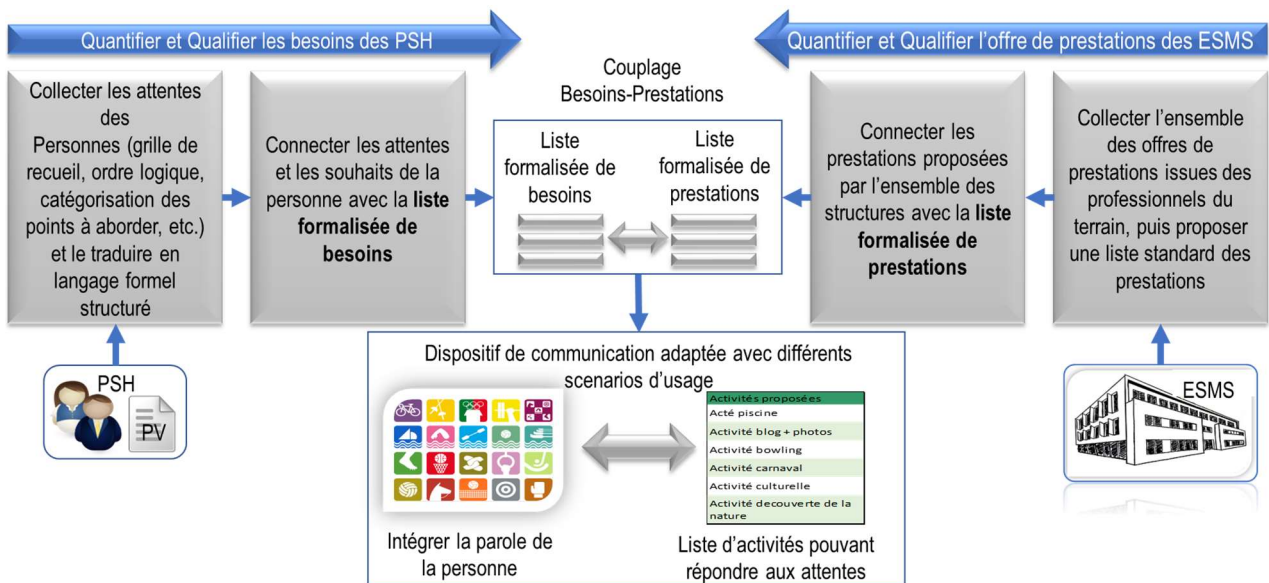 Quantifier et Qualifier les besoins des PSH
Collecter les attentes
des
Personnes (grille de
recueil, ordre logique,
catégorisation des
points à aborder, etc.)
et le traduire en
langage formel
structuré
Connecter les attentes
et les souhaits de la
personne avec la liste
formalisée de
besoins
Couplage
Besoins-Prestations
Liste
formalisée de
besoins
Liste
formalisée de
prestations
Quantifier et Qualifier l’offre de prestations des ESMS
Connecter les
prestations proposées
par l’ensemble des
structures avec la liste
formalisée de
prestations
Collecter l’ensemble
des offres de
prestations issues des
professionnels du
terrain, puis proposer
une liste standard des
prestations
PSH
PV
Dispositif de communication adaptée avec différents
scenarios d’usage
Activités proposées
Acté piscine
Activité blog + photos
Activité bowling
Activité carnaval
Activité culturelle
Activité decouverte de la
nature
Intégrer la parole de
la personne
Liste d’activités pouvant
répondre aux attentes
ESMS